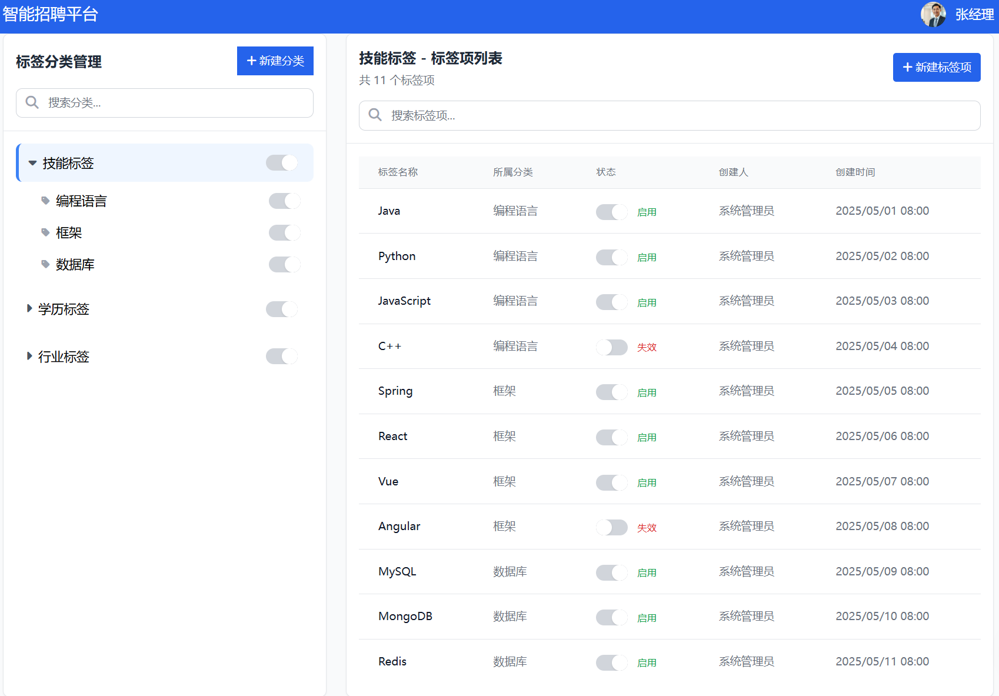 智能招聘平台
张经理
标签分类管理
新建分类
搜索分类...
技能标签
编程语言
框架
数据库
学历标签
行业标签
技能标签 - 标签项列表
共 11 个标签项
新建标签项
搜索标签项...
标签名称 所属分类 状态 创建人 创建时间
Java 编程语言 启用 系统管理员 2025/05/01 08:00
Python 编程语言 启用 系统管理员 2025/05/02 08:00
JavaScript 编程语言 启用 系统管理员 2025/05/03 08:00
C++ 编程语言 失效 系统管理员 2025/05/04 08:00
Spring 框架 启用 系统管理员 2025/05/05 08:00
React 框架 启用 系统管理员 2025/05/06 08:00
Vue 框架 启用 系统管理员 2025/05/07 08:00
Angular 框架 失效 系统管理员 2025/05/08 08:00
MySQL 数据库 启用 系统管理员 2025/05/09 08:00
MongoDB 数据库 启用 系统管理员 2025/05/10 08:00
Redis 数据库 启用 系统管理员 2025/05/11 08:00